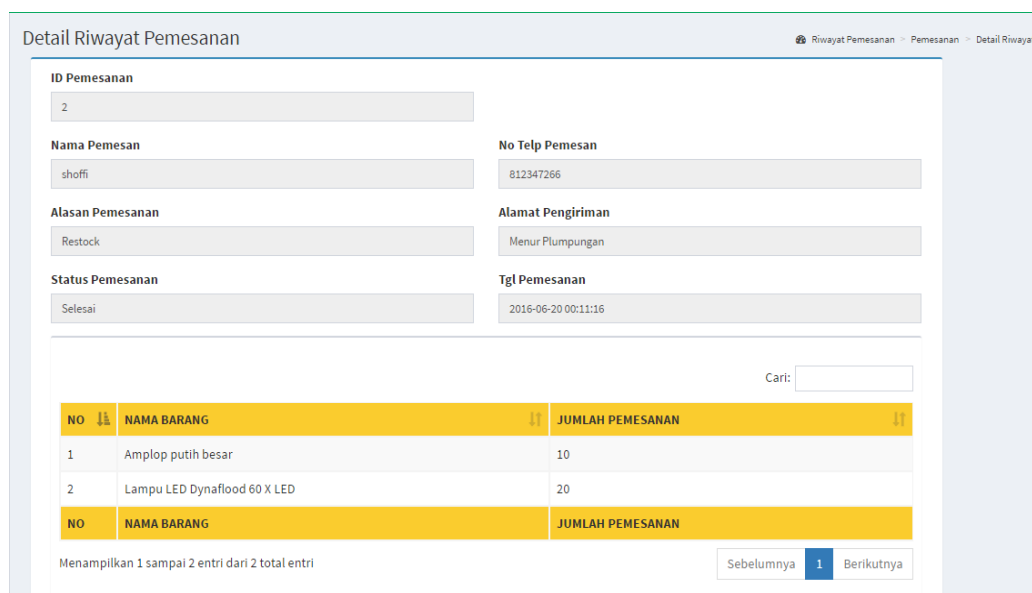 Detail Riwayat Pemesanan
Riwayat Pemesanan > Pemesanan > Detail Riwaya
ID Pemesanan
2
Nama Pemesan No Telp Pemesan
shoffi 812347266
Alasan Pemesanan Alamat Pengiriman
Restock Menur Plumpungan
Status Pemesanan Tgl Pemesanan
Selesai 2016-06-20 00:11:16
Cari:
NO NAMA BARANG JUMLAH PEMESANAN
1 Amplop putih besar 10
2 Lampu LED Dynaflood 60 X LED 20
NO NAMA BARANG JUMLAH PEMESANAN
Menampilkan 1 sampai 2 entri dari 2 total entri Sebelumnya 1 Berikutnya